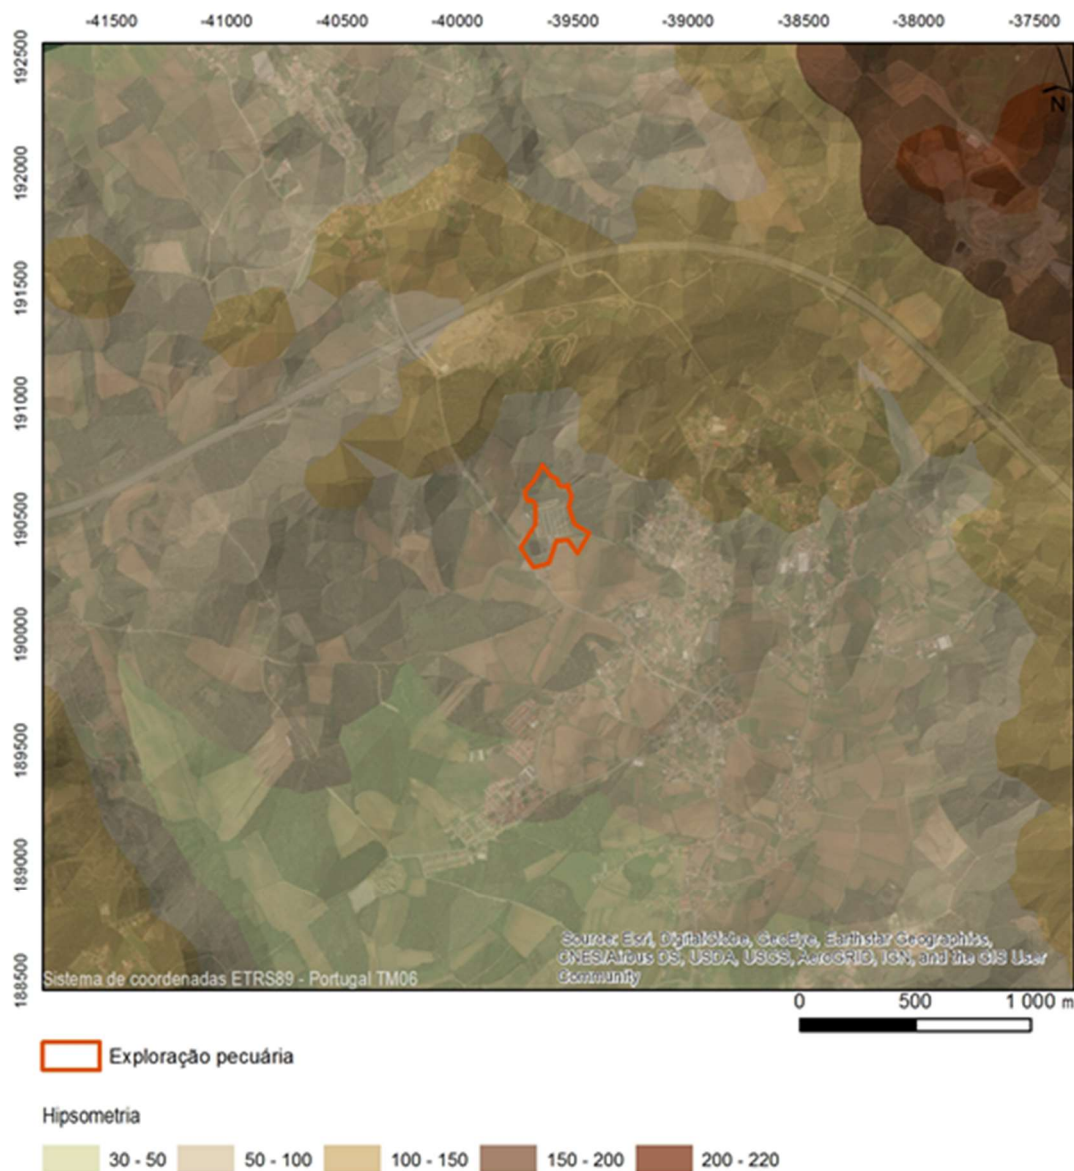 -41500 -41000 -40500 -40000 -39500 -39000 -38500 -38000 -37500
192500
192000
191500
191000
190500
190000
189500
189000
188500
N
Source: Esri, DigitalGlobe, GeoEye, Earthstar Geographics,
CNES/Airbus DS, USDA, USGS, AeroGRID, IGN, and the GIS User
Community
Sistema de coordenadas ETRS89 - Portugal TM06
0 500 1 000 m
Exploração pecuária
Hipsometria
30 - 50 50 - 100 100 - 150 150 - 200 200 - 220